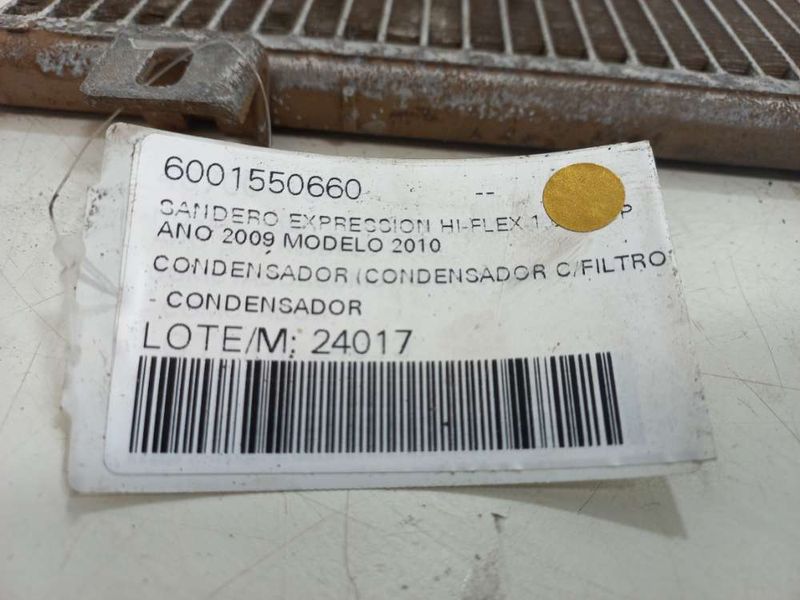 6001550660 --
SANDERO EXPRESSION HI-FLEX 1. P
ANO 2009 MODELO 2010
CONDENSADOR (CONDENSADOR C/FILTRO
- CONDENSADOR
LOTE/M: 24017